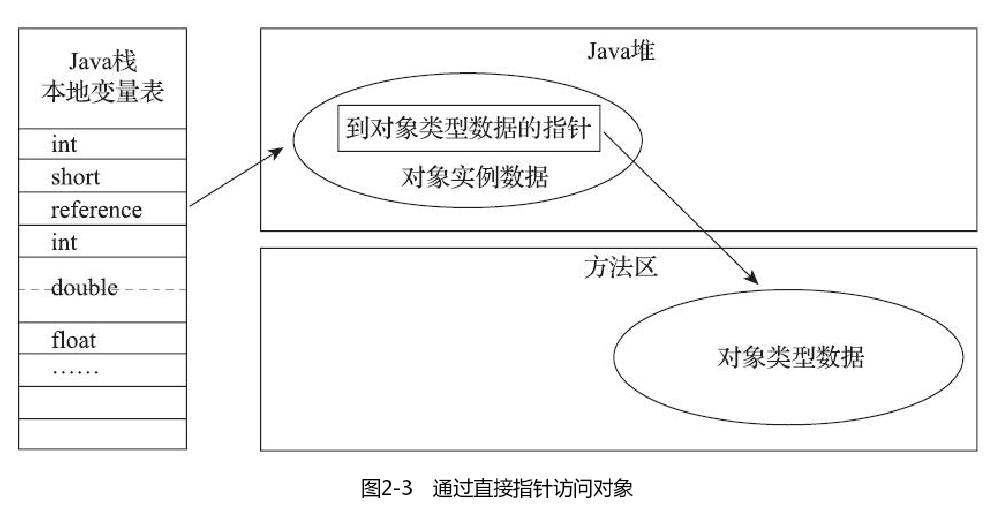 Java栈
本地变量表
int
short
reference
int
double
float
……
Java堆
到对象类型数据的指针
对象实例数据
方法区
对象类型数据
图2-3 通过直接指针访问对象